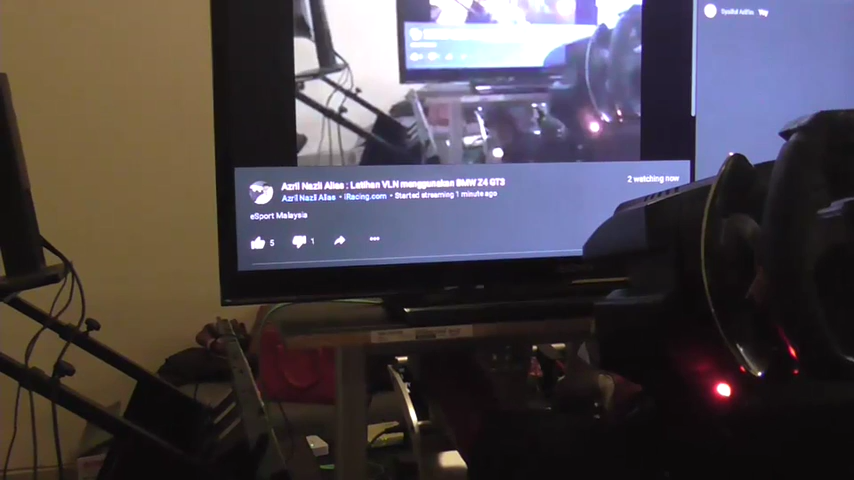 Azril Nazli Alias : Latihan VLN menggunakan BMW Z4 GT3
2 watching now
Azril Nazli Alias • iRacing.com • Started streaming 1 minute ago
eSport Malaysia
5
1